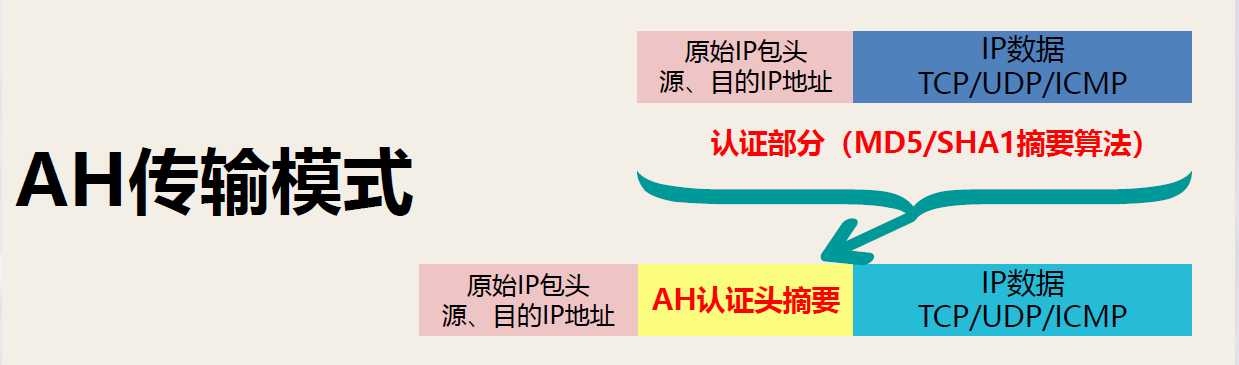 原始IP包头
源、目的IP地址
IP数据
TCP/UDP/ICMP
认证部分（MD5/SHA1摘要算法）
AH传输模式
原始IP包头
源、目的IP地址
AH认证头摘要
IP数据
TCP/UDP/ICMP